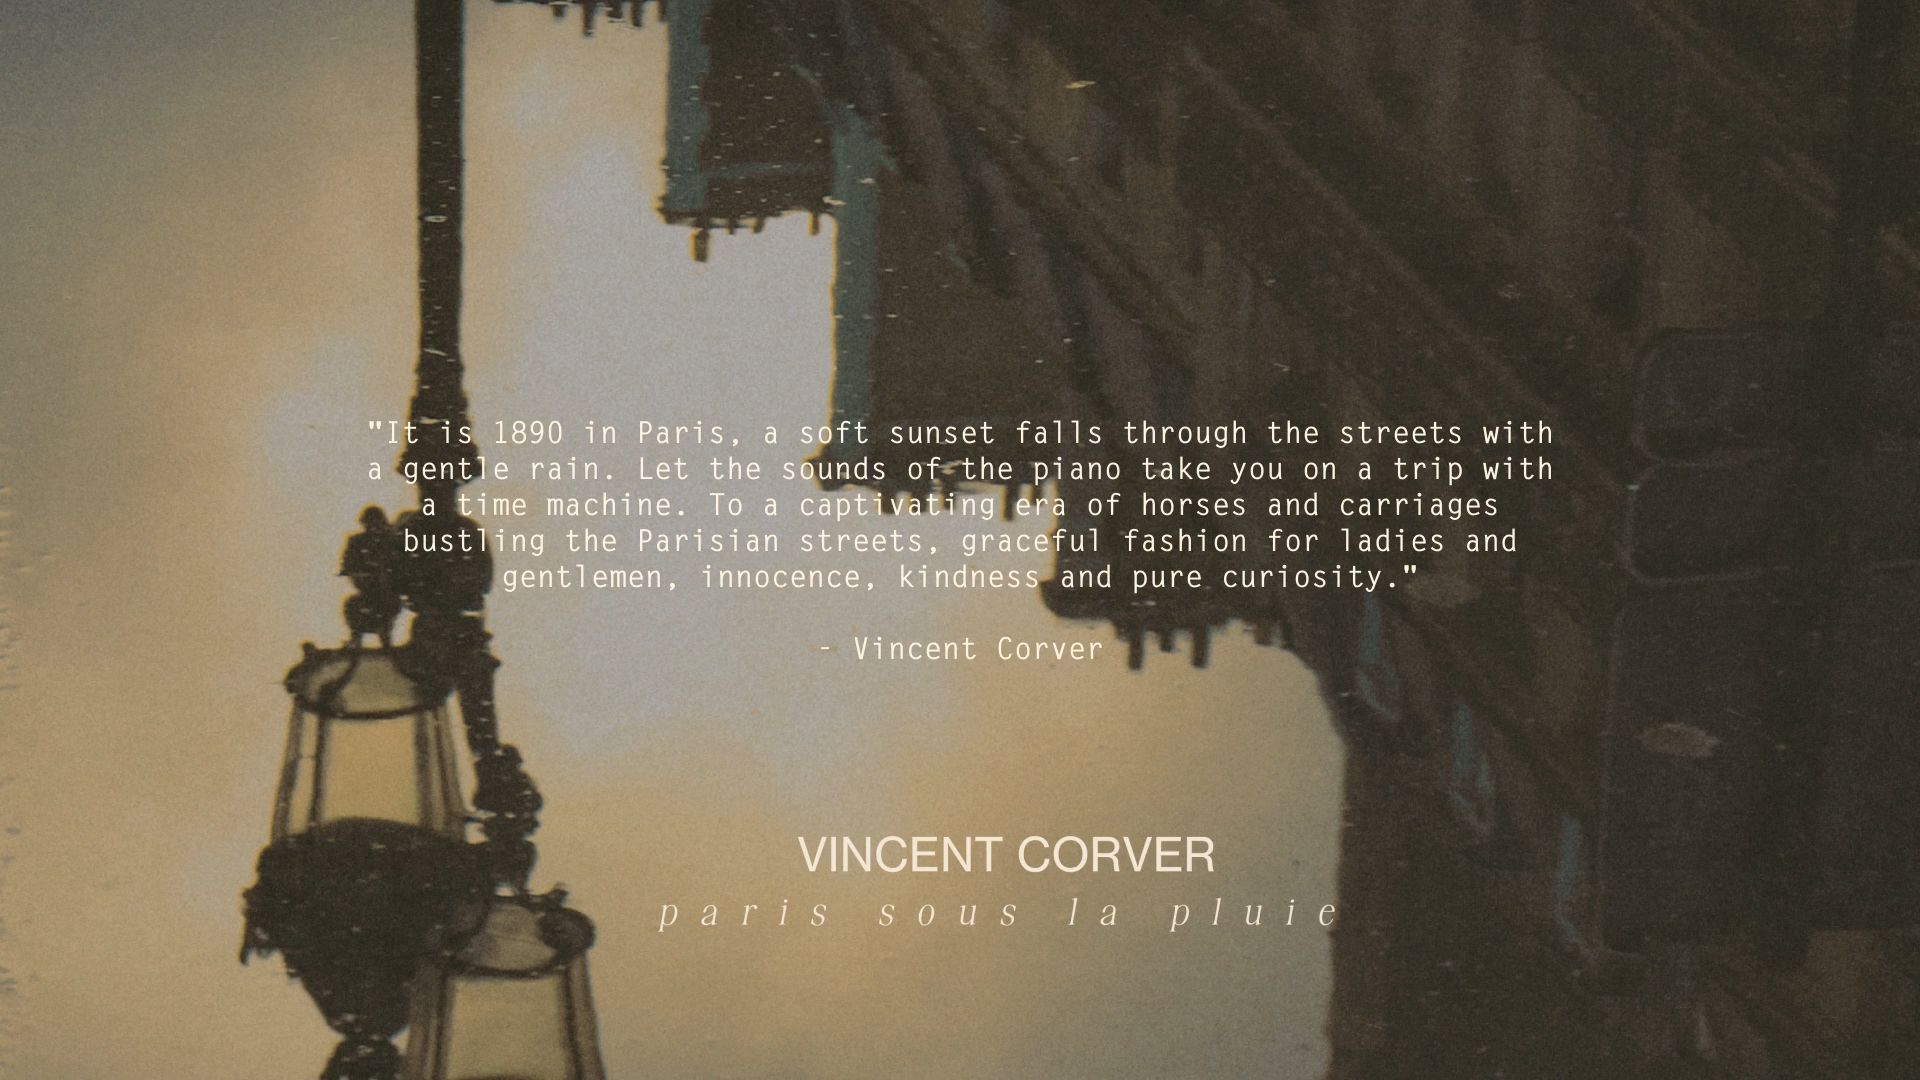 "It is 1890 in Paris, a soft sunset falls through the streets with
a gentle rain. Let the sounds of the piano take you on a trip with
a time machine. To a captivating era of horses and carriages
bustling the Parisian streets, graceful fashion for ladies and
gentlemen, innocence, kindness and pure curiosity."
- Vincent Corver
VINCENT CORVER
paris sous la pluie